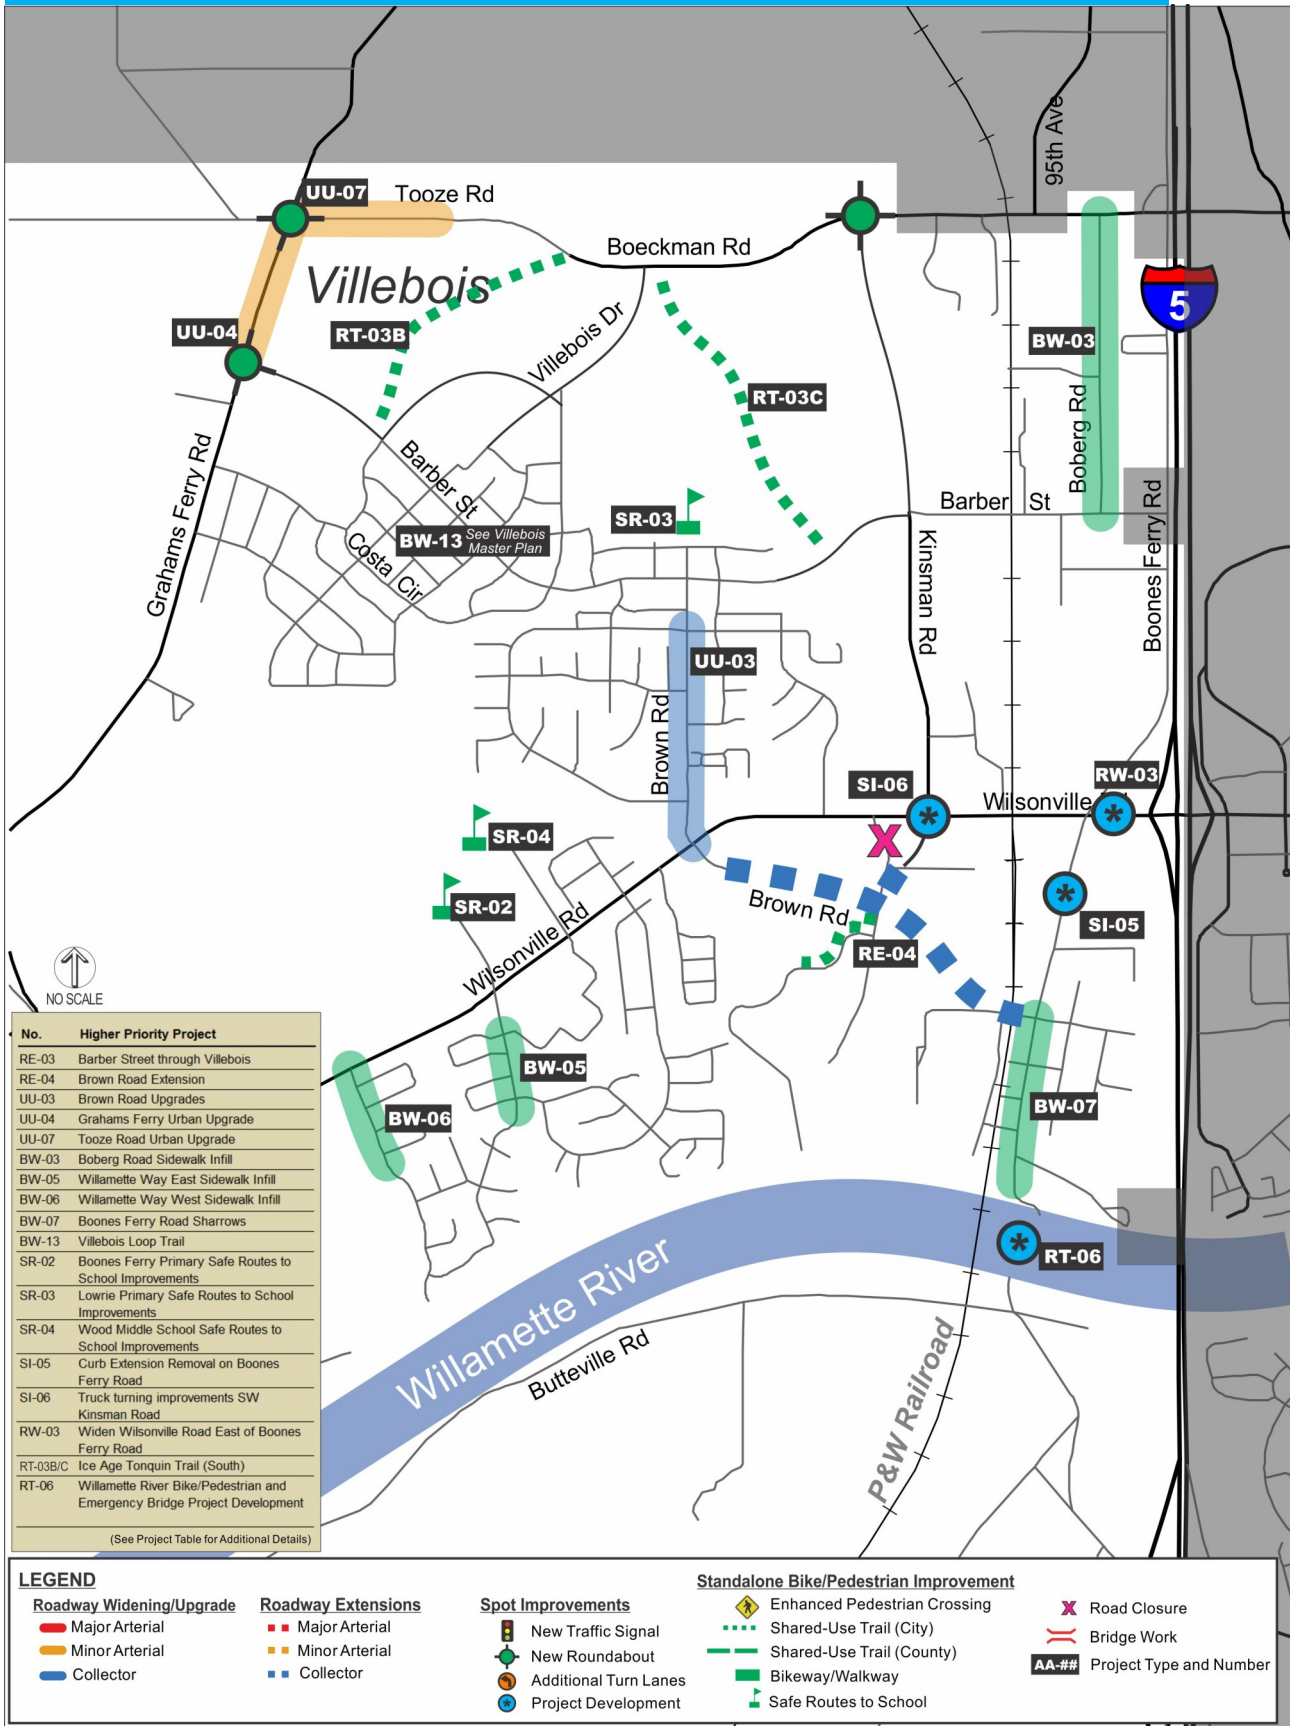 95th Ave
UU-07
Tooze Rd
Boeckman Rd
Villebois
5
UU-04
RT-03B
Villebois Dr
BW-03
RT-03C
Boberg Rd
Grahams Ferry Rd
Barber St
SR-03
Barber St
BW-13 See Villebois
Master Plan
Costa Cir
Kinsman Rd
Boones Ferry Rd
UU-03
Brown Rd
SI-06
RW-03
Wilsonville
SR-04
Brown Rd
SR-02
SI-05
Wilsonville Rd
RE-04
NO SCALE
BW-05
BW-06
BW-07
RT-06
Willamette River
Butteville Rd
P&W Railroad
No. Higher Priority Project
RE-03 Barber Street through Villebois
RE-04 Brown Road Extension
UU-03 Brown Road Upgrades
UU-04 Grahams Ferry Urban Upgrade
UU-07 Tooze Road Urban Upgrade
BW-03 Boberg Road Sidewalk Infill
BW-05 Willamette Way East Sidewalk Infill
BW-06 Willamette Way West Sidewalk Infill
BW-07 Boones Ferry Road Sharrows
BW-13 Villebois Loop Trail
SR-02 Boones Ferry Primary Safe Routes to
School Improvements
SR-03 Lowrie Primary Safe Routes to School
Improvements
SR-04 Wood Middle School Safe Routes to
School Improvements
SI-05 Curb Extension Removal on Boones
Ferry Road
SI-06 Truck turning improvements SW
Kinsman Road
RW-03 Widen Wilsonville Road East of Boones
Ferry Road
RT-03B/C Ice Age Tonquin Trail (South)
RT-06 Willamette River Bike/Pedestrian and
Emergency Bridge Project Development
(See Project Table for Additional Details)
LEGEND
Roadway Widening/Upgrade
Major Arterial
Minor Arterial
Collector
Roadway Extensions
Major Arterial
Minor Arterial
Collector
Spot Improvements
New Traffic Signal
New Roundabout
Additional Turn Lanes
Project Development
Standalone Bike/Pedestrian Improvement
Enhanced Pedestrian Crossing
Shared-Use Trail (City)
Shared-Use Trail (County)
Bikeway/Walkway
Safe Routes to School
X Road Closure
Bridge Work
AA-## Project Type and Number